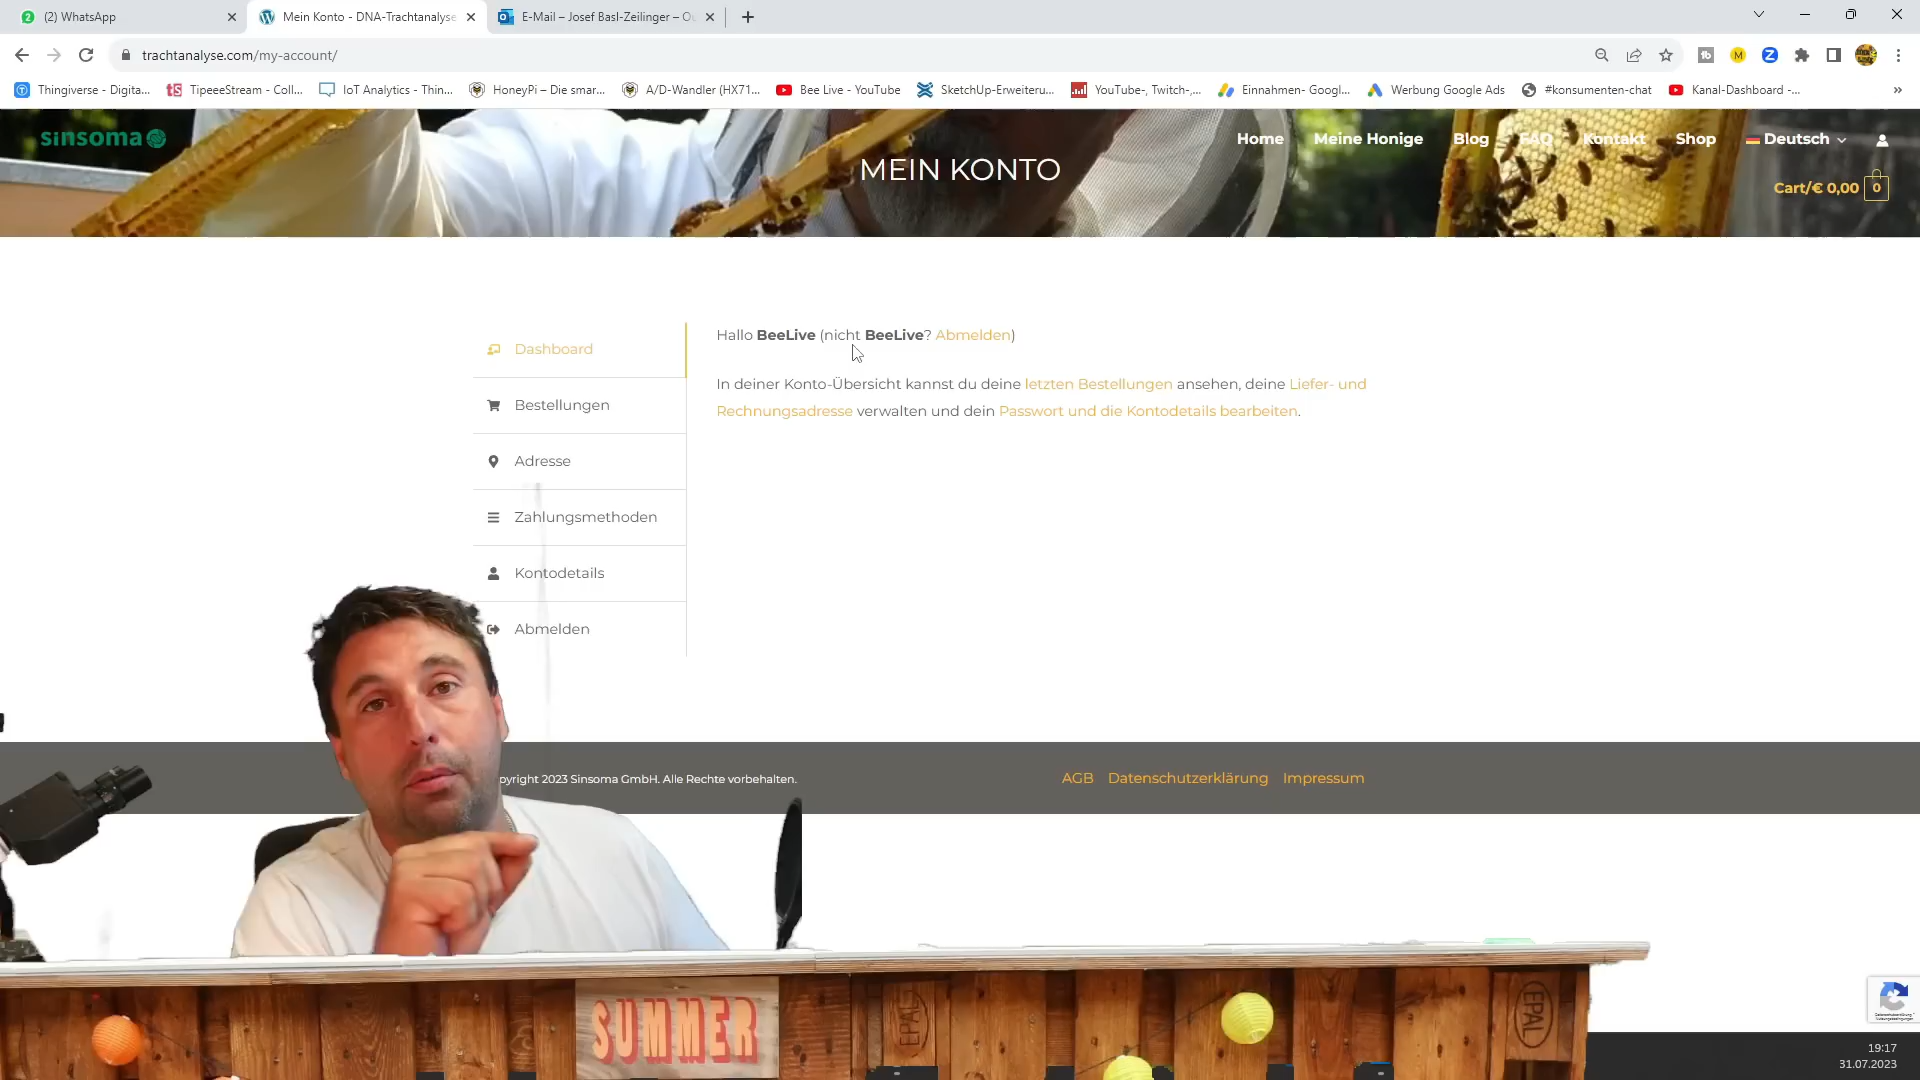 (2) WhatsApp
Mein Konto - DNA-Trachtanalyse
E-Mail – Josef Basl-Zeilinger – Ou
trachtanalyse.com/my-account/
Thingiverse - Digita...
TipeeeStream - Coll...
IoT Analytics - Thin...
HoneyPi – Die smar...
A/D-Wandler (HX71...
Bee Live - YouTube
SketchUp-Erweiteru...
YouTube-, Twitch-,...
Einnahmen- Googl...
Werbung Google Ads
#konsumenten-chat
Kanal-Dashboard -...
sinsoma
Home
Meine Honige
Blog
FAQ
Kontakt
Shop
Deutsch
MEIN KONTO
Cart/€ 0,00 0
Hallo BeeLive (nicht BeeLive? Abmelden)
In deiner Konto-Übersicht kannst du deine letzten Bestellungen ansehen, deine Liefer- und
Rechnungsadresse verwalten und dein Passwort und die Kontodetails bearbeiten.
Dashboard
Bestellungen
Adresse
Zahlungsmethoden
Kontodetails
Abmelden
pyright 2023 Sinsoma GmbH. Alle Rechte vorbehalten.
AGB
Datenschutzerklärung
Impressum
SUMMER
EPAL
EPAL
19:17
31.07.2023